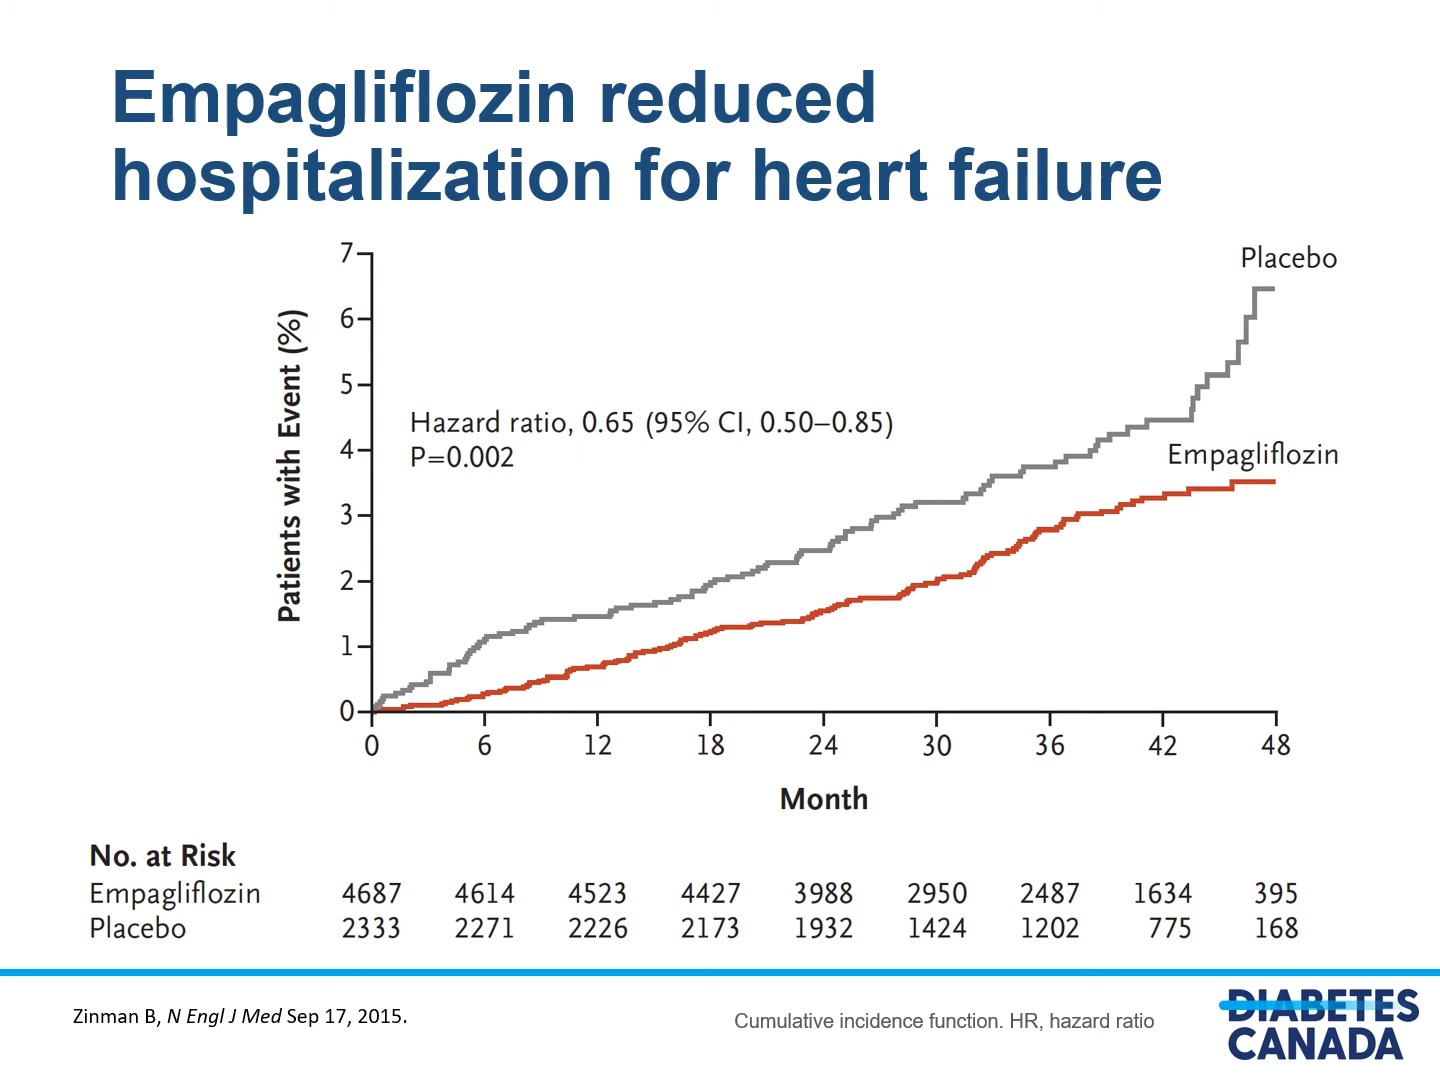 Empagliflozin reduced
hospitalization for heart failure
Placebo
7
6
5
4
3
2
1
0
Patients with Event (%)
Hazard ratio, 0.65 (95% CI, 0.50–0.85)
P=0.002
Empagliflozin
0 6 12 18 24 30 36 42 48
Month
No. at Risk
Empagliflozin 4687 4614 4523 4427 3988 2950 2487 1634 395
Placebo 2333 2271 2226 2173 1932 1424 1202 775 168
Zinman B, N Engl J Med Sep 17, 2015.
Cumulative incidence function. HR, hazard ratio
DIABETES
CANADA